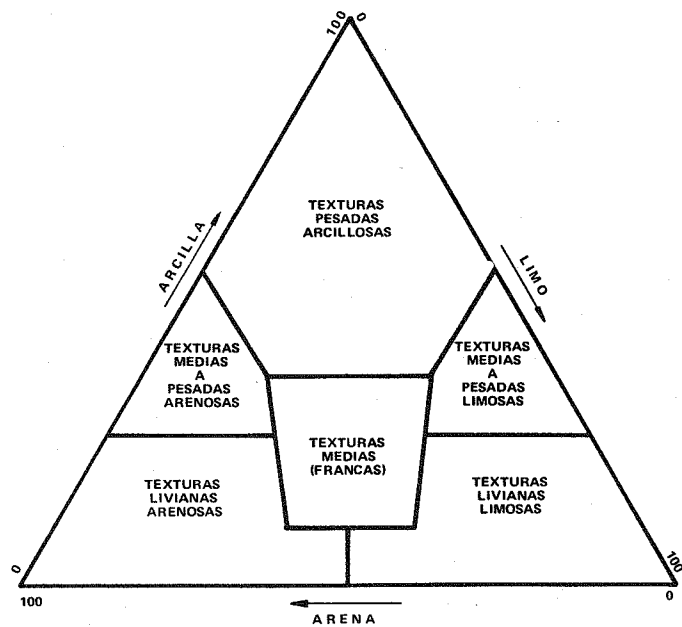 100
0
TEXTURAS
PESADAS
ARCILLOSAS
ARCILLA
LIMO
TEXTURAS
MEDIAS
A
PESADAS
ARENOSAS
TEXTURAS
MEDIAS
A
PESADAS
LIMOSAS
TEXTURAS
MEDIAS
(FRANCAS)
TEXTURAS
LIVIANAS
ARENOSAS
TEXTURAS
LIVIANAS
LIMOSAS
0
100
100
0
ARENA